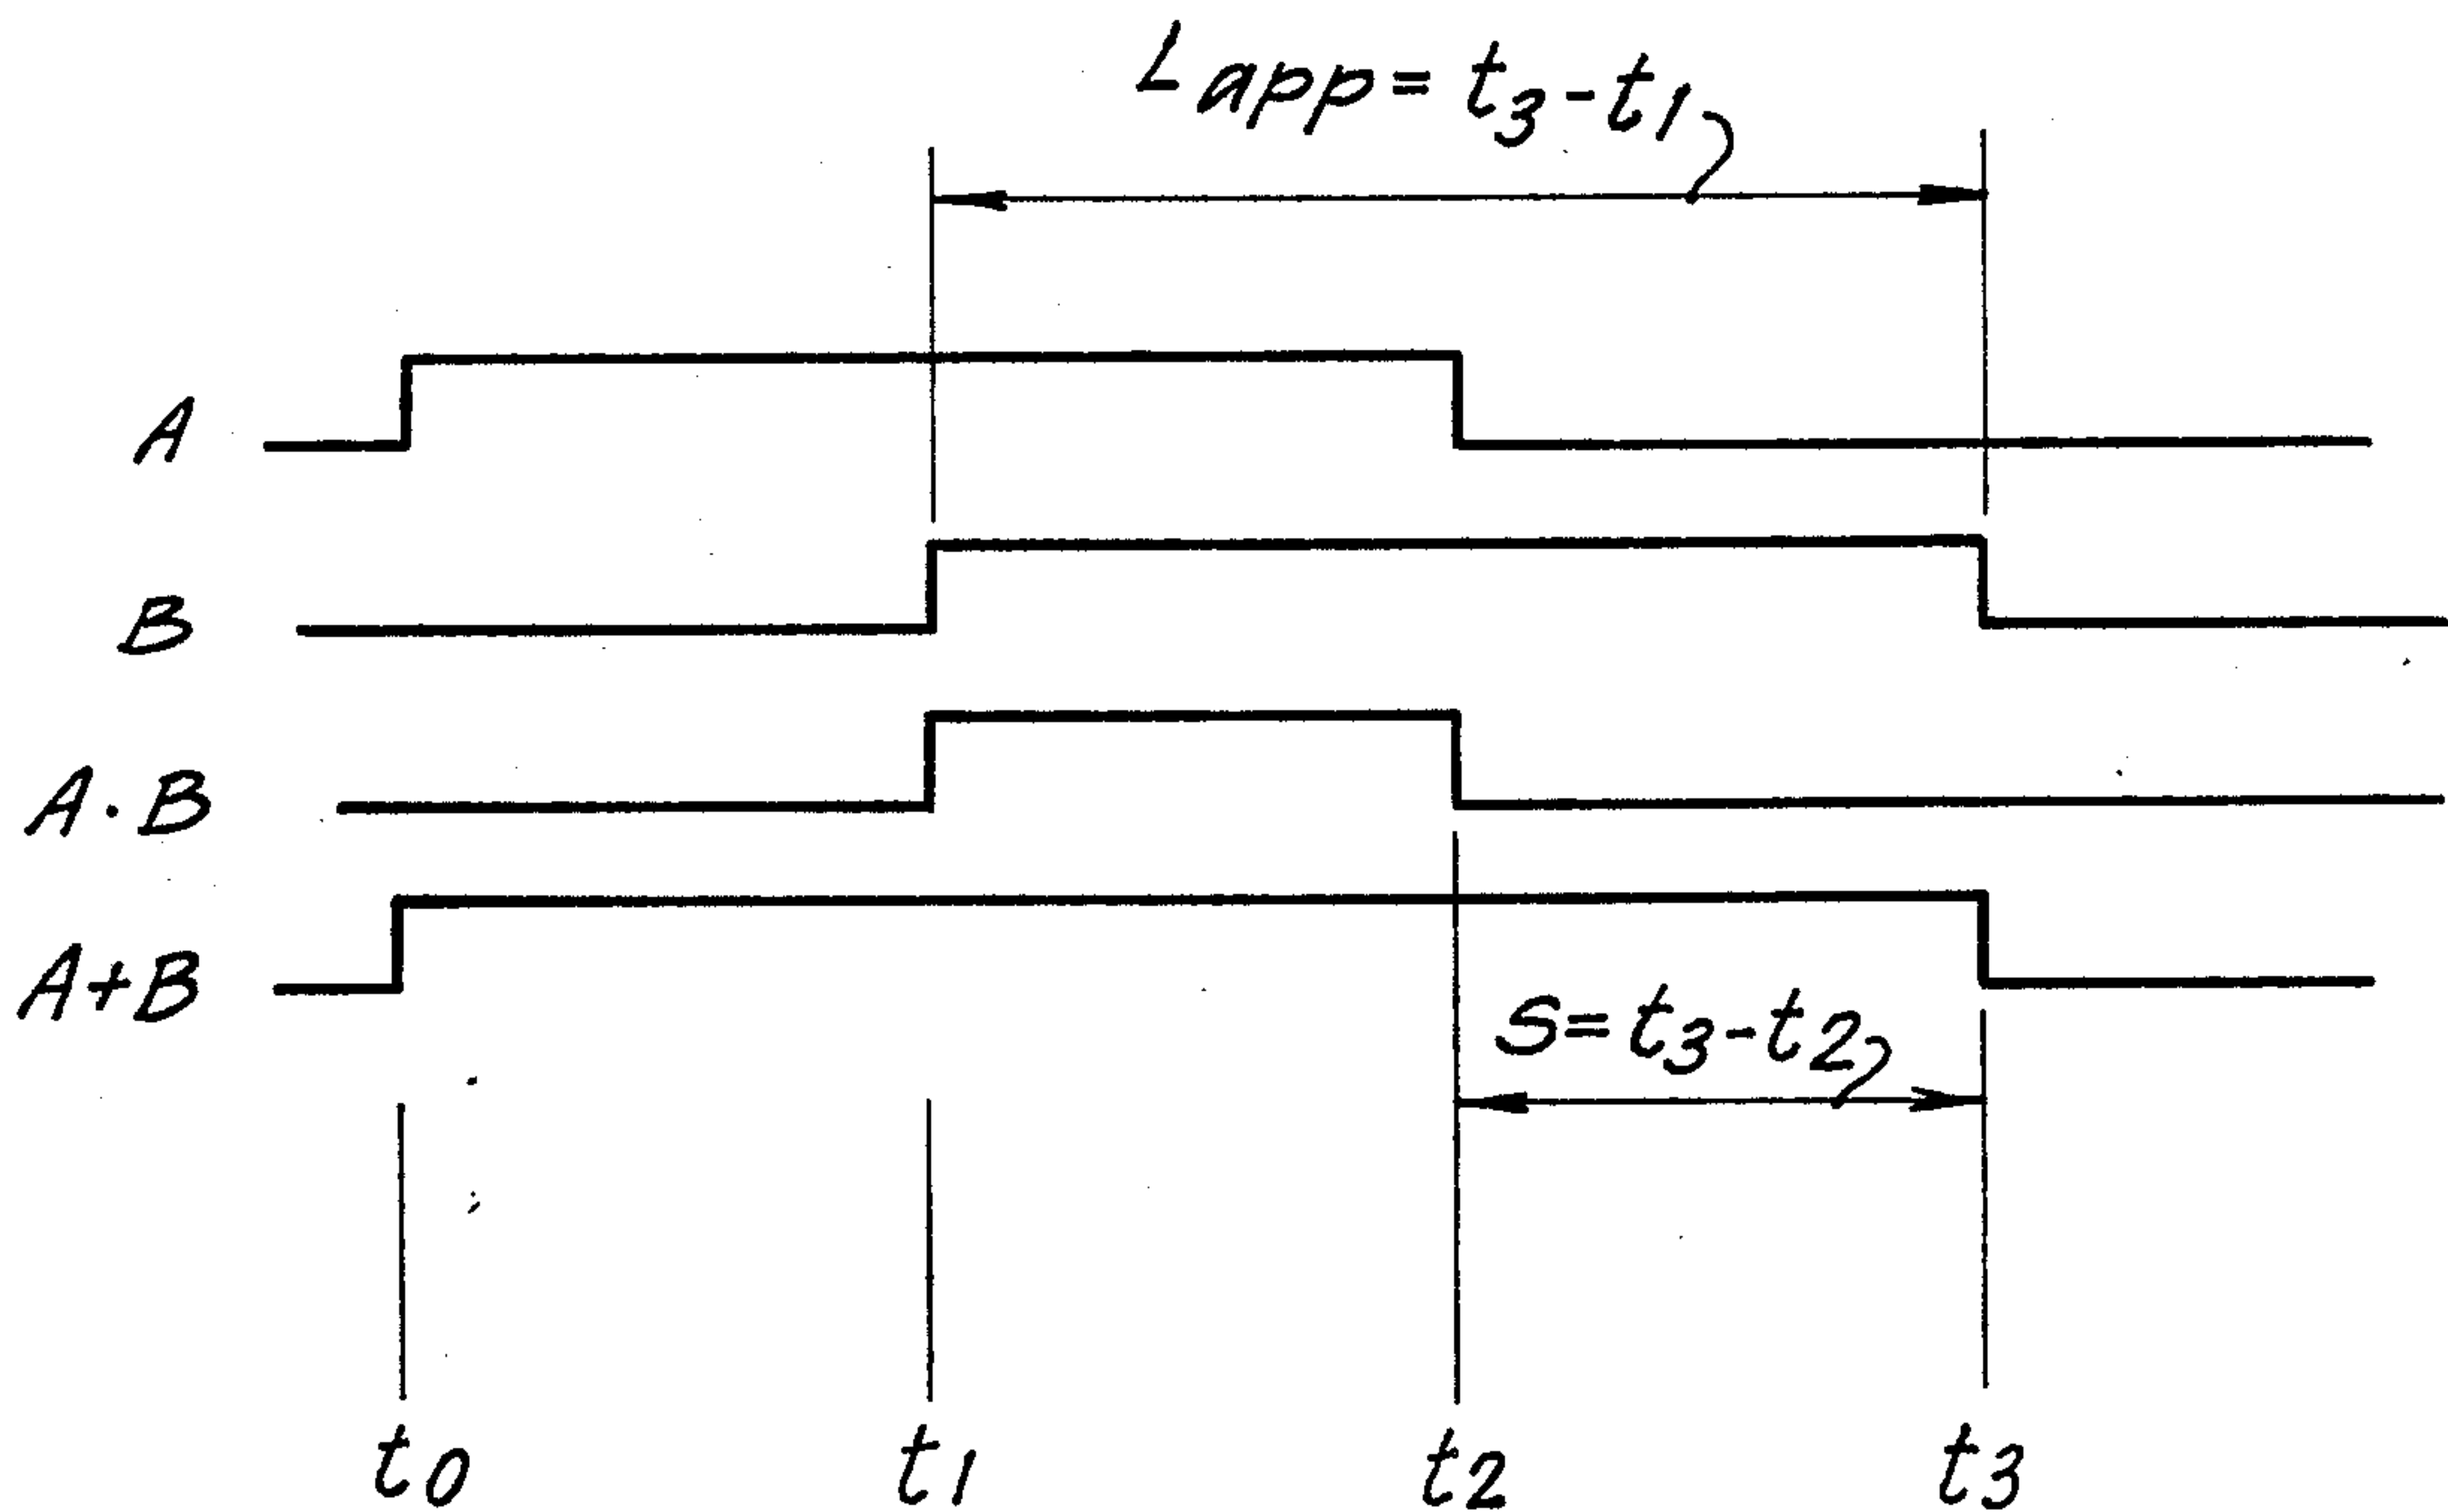 Lapp = t3 - t1
A
B
A·B
A+B
S = t3 - t2
t0 t1 t2 t3